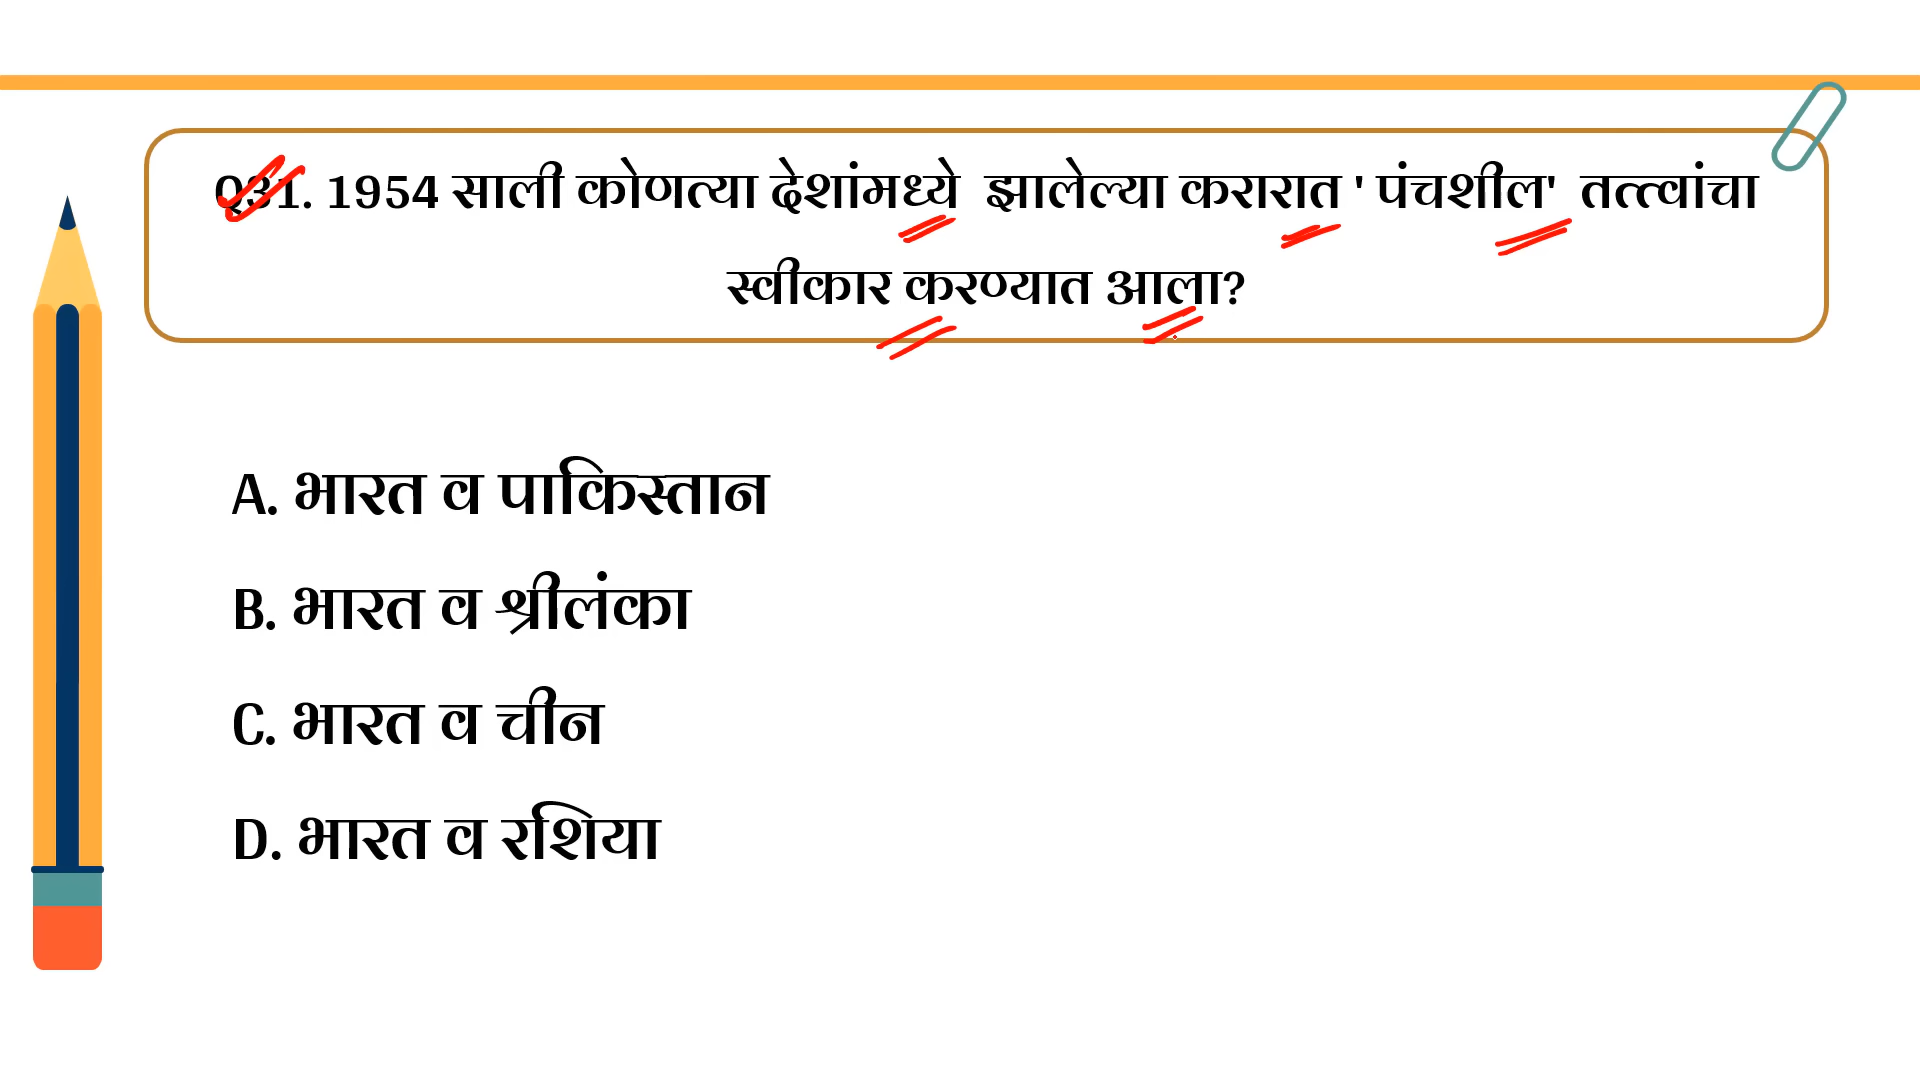 Q31. 1954 साली कोणत्या देशांमध्ये झालेल्या करारात ' पंचशील' तत्त्वांचा
स्वीकार करण्यात आला?
A. भारत व पाकिस्तान
B. भारत व श्रीलंका
C. भारत व चीन
D. भारत व रशिया